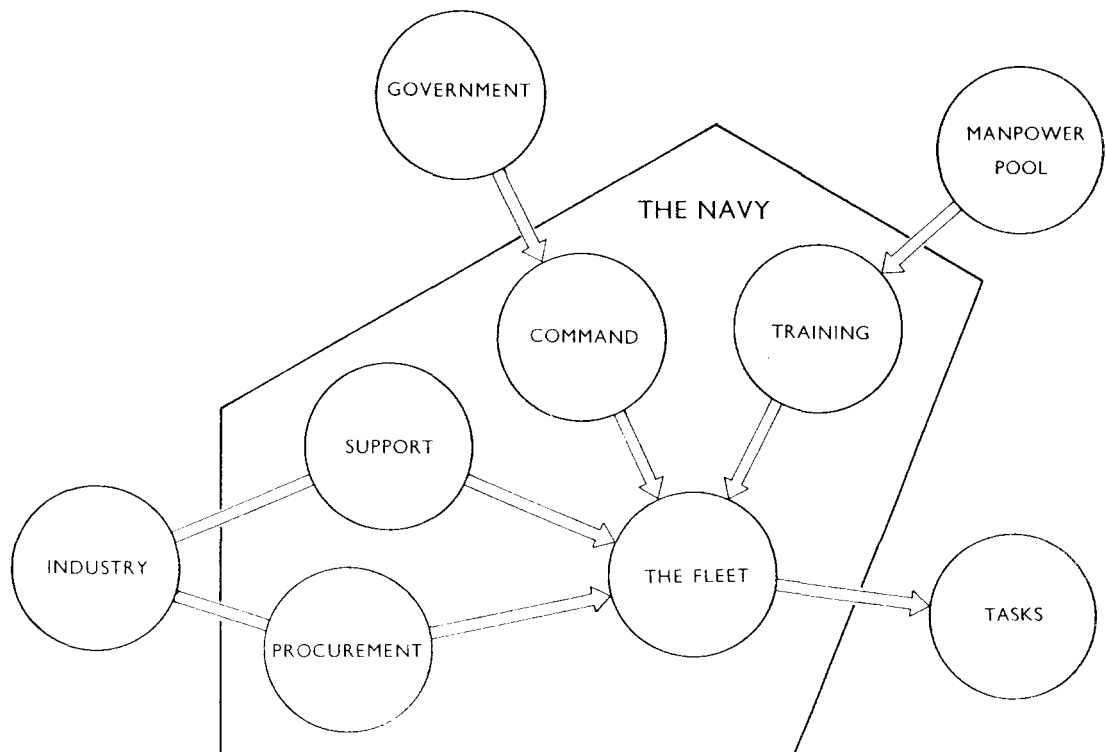 GOVERNMENT
MANPOWER
POOL
THE NAVY
COMMAND
TRAINING
SUPPORT
INDUSTRY
THE FLEET
TASKS
PROCUREMENT